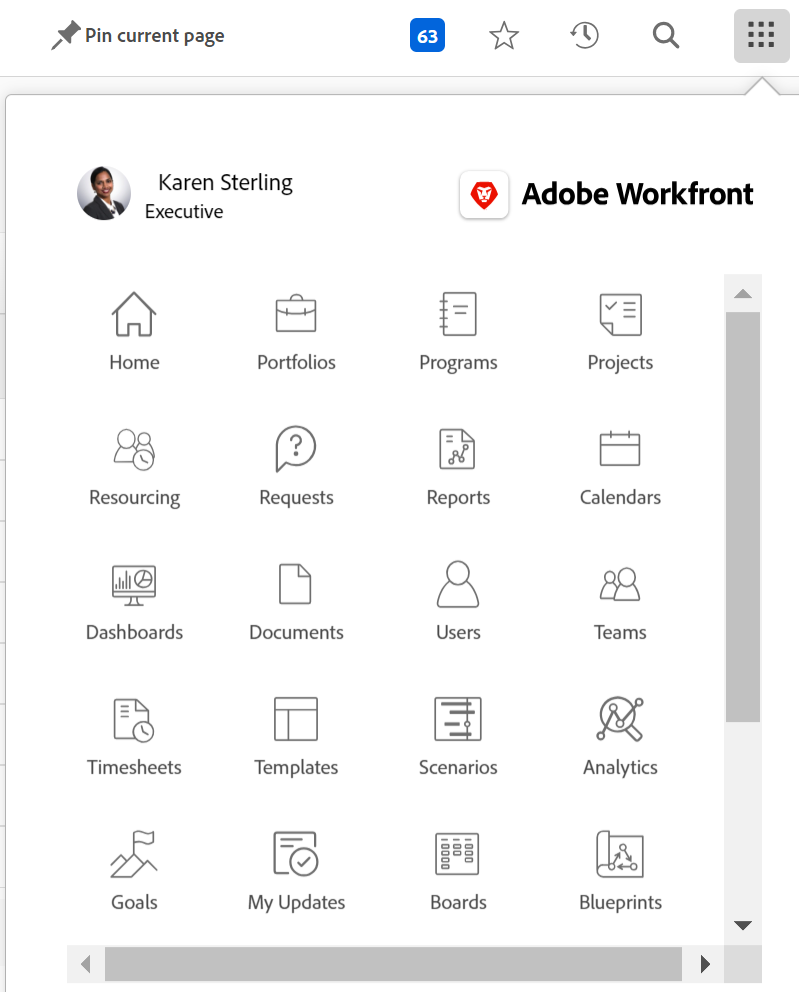 Pin current page
63
Karen Sterling
Executive
Adobe Workfront
Home
Portfolios
Programs
Projects
Resourcing
Requests
Reports
Calendars
Dashboards
Documents
Users
Teams
Timesheets
Templates
Scenarios
Analytics
Goals
My Updates
Boards
Blueprints